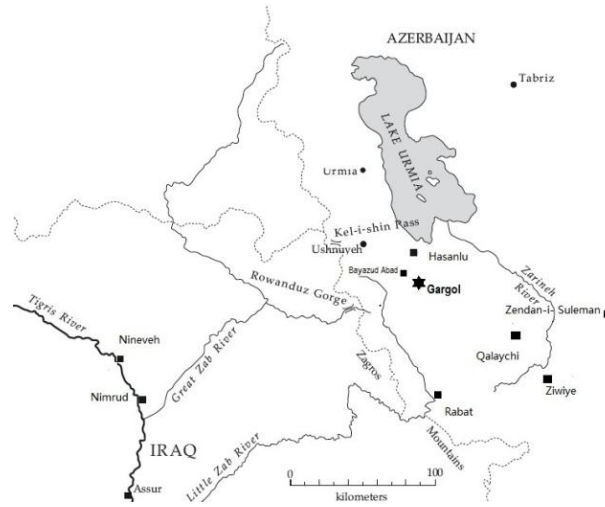 AZERBAIJAN
Tabriz
LAKE URMIA
Urmia
Kel-i-shin Pass
Ushnuyeh
Hasanlu
Bayazud Abad
Gargol
Rowanduz Gorge
Zarineh
River
Zendan-İ- Suleman
Tigris River
Nineveh
Great Zab River
Zagros
Qalaychi
Nimrud
Ziwiye
Rabat
Mountains
IRAQ
Little Zab River
Assur
0 100
kilometers